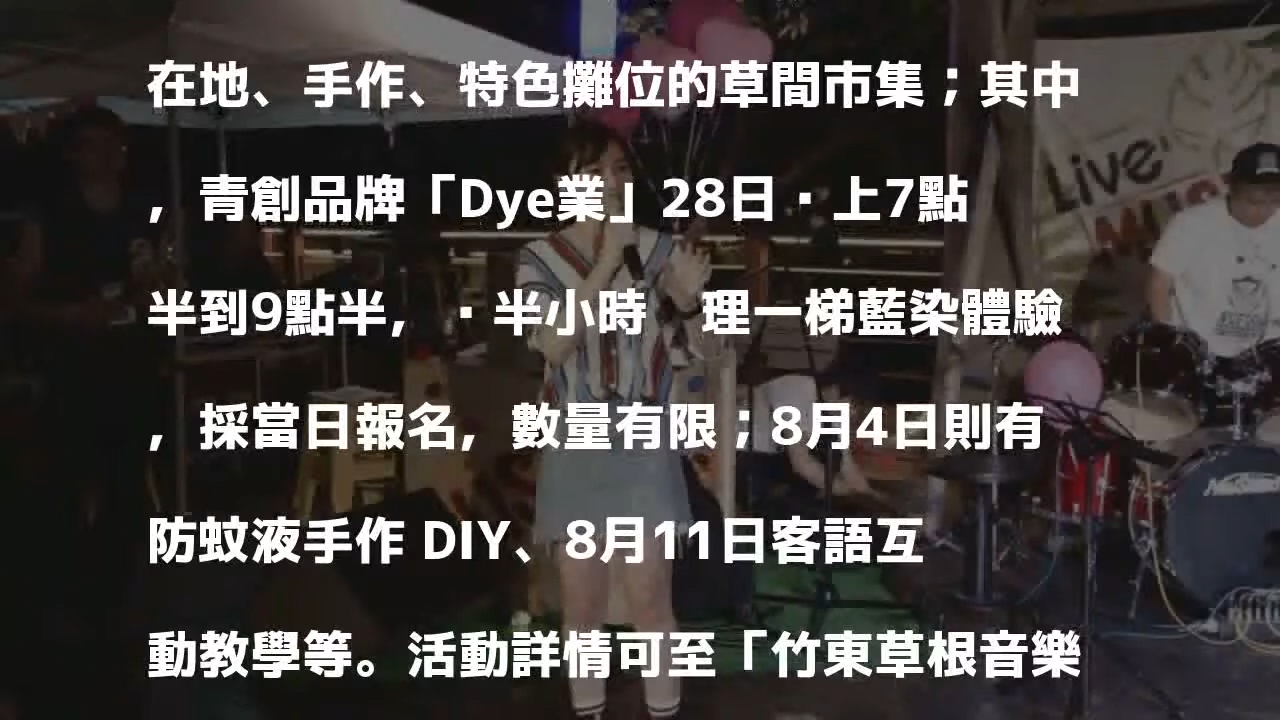 在地、手作、特色攤位的草間市集；其中
，青創品牌「Dye業」28日·上7點
半到9點半，·半小時　理一梯藍染體驗
，採當日報名，數量有限；8月4日則有
防蚊液手作 DIY、8月11日客語互
動教學等。活動詳情可至「竹東草根音樂
Live
MUS